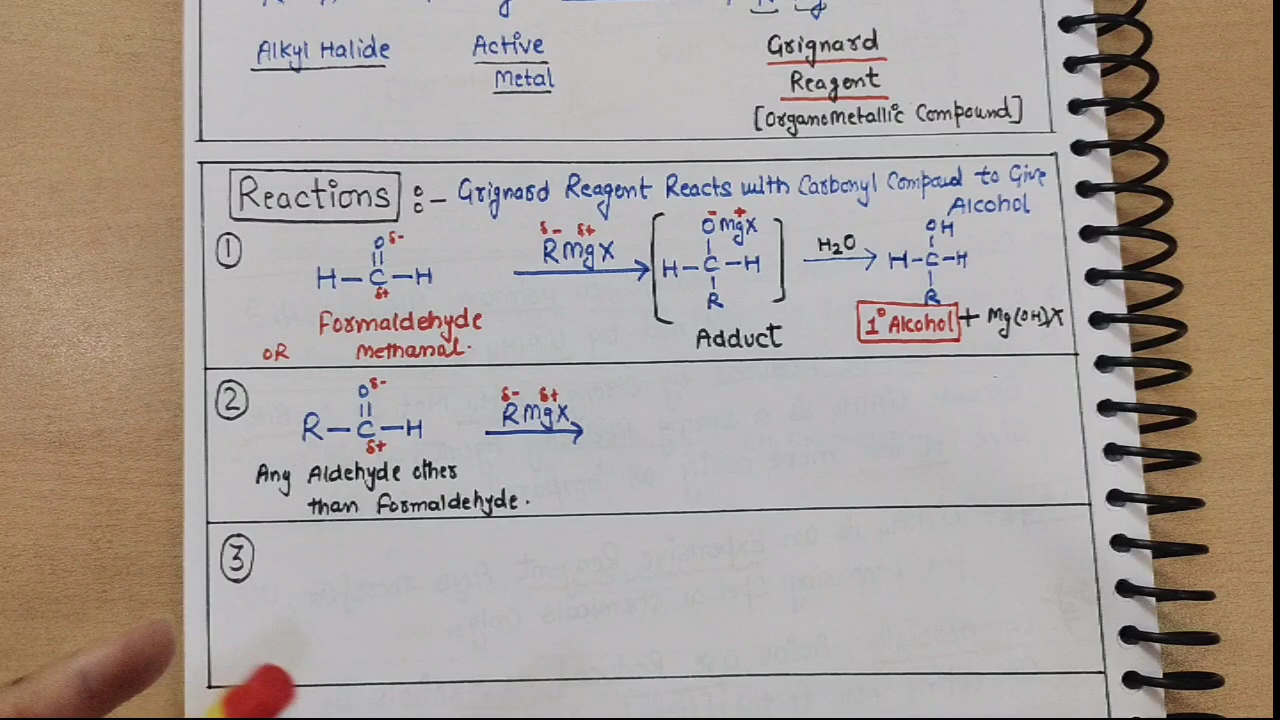 Alkyl Halide Active Metal Grignard Reagent
[Organometallic Compound]
Reactions :- Grignard Reagent Reacts with Carbonyl Compound to Give Alcohol
① O δ-
H-C-H
δ+
δ- δ+
RMgX
- +
OMgX
H-C-H
R
H2O
OH
H-C-H
R
Formaldehyde
OR Methanal.
Adduct
1° Alcohol + Mg(OH)X
② O δ-
R-C-H
δ+
δ- δ+
RMgX
Any Aldehyde other
than Formaldehyde.
③